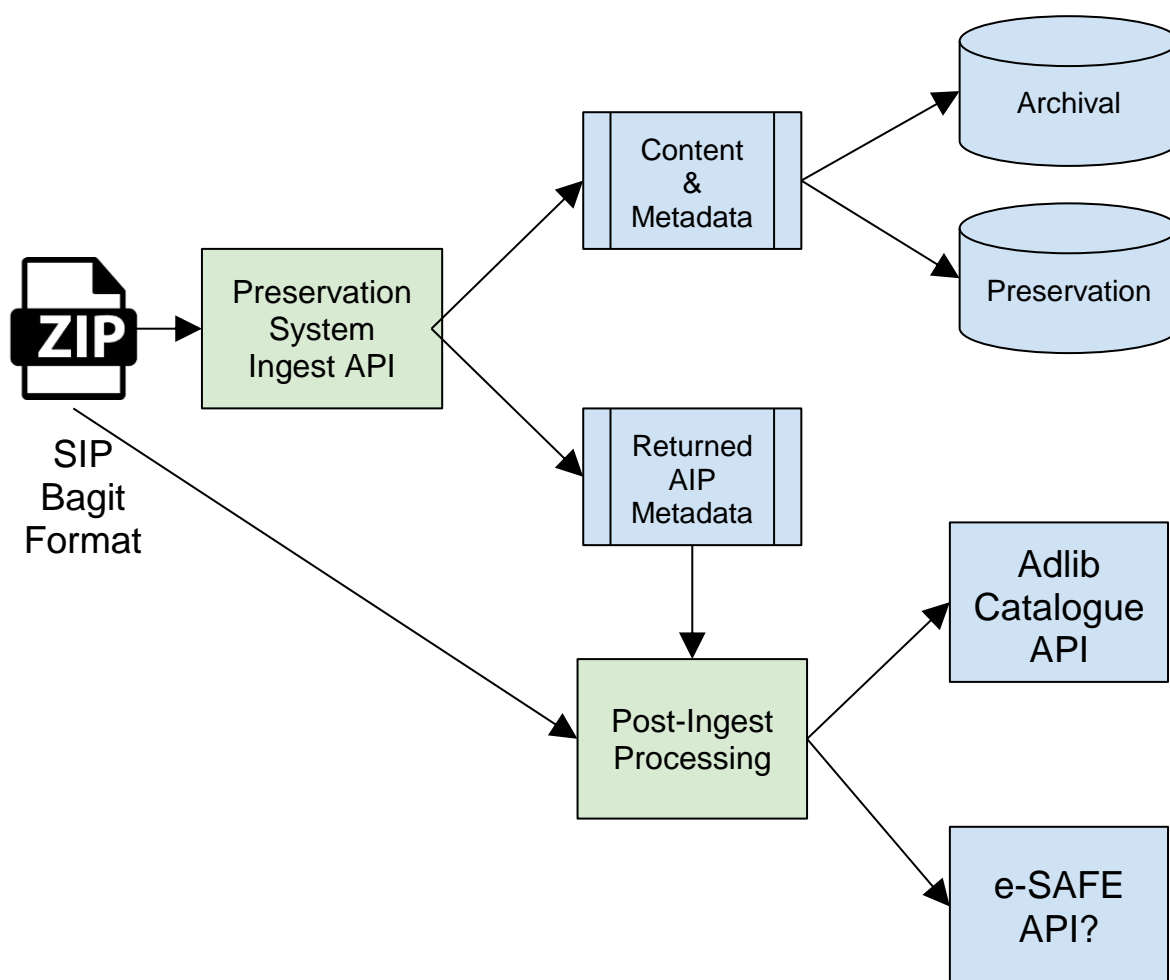 Archival
Content
&
Metadata
Preservation
Preservation
System
Ingest API
ZIP
SIP
Bagit
Format
Returned
AIP
Metadata
Adlib
Catalogue
API
Post-Ingest
Processing
e-SAFE
API?